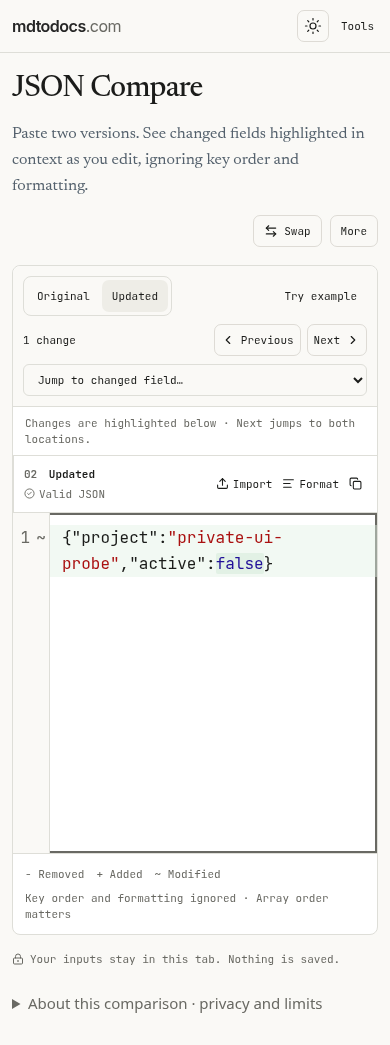 mdtodocs.com
Tools
JSON Compare
Paste two versions. See changed fields highlighted in
context as you edit, ignoring key order and
formatting.
Swap
More
Original
Updated
Try example
1 change
Previous
Next
Jump to changed field…
Changes are highlighted below · Next jumps to both
locations.
02 Updated
Valid JSON
Import
Format
1 ~ {"project":"private-ui-
probe","active":false}
- Removed + Added ~ Modified
Key order and formatting ignored · Array order
matters
Your inputs stay in this tab. Nothing is saved.
About this comparison · privacy and limits